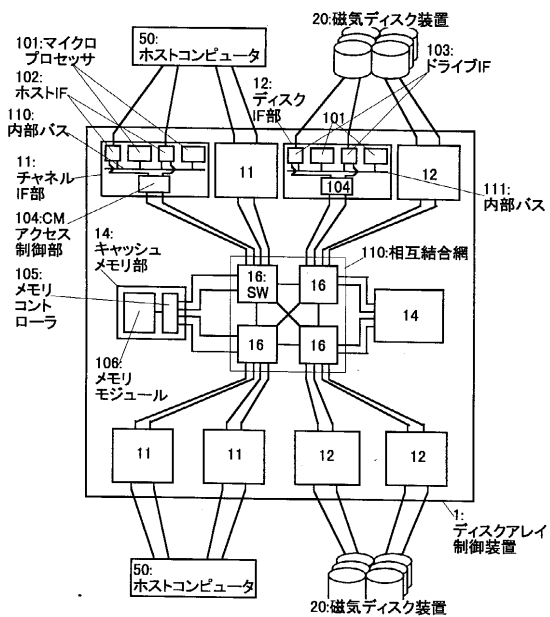 50:
ホストコンピュータ
20:磁気ディスク装置
101:マイクロ
プロセッサ
102:
ホストIF
110:
内部バス
11:
チャネル
IF部
104:CM
アクセス
制御部
12:
ディスク
IF部
101
103:
ドライブIF
11
104
12
111:
内部バス
14:
キャッシュ
メモリ部
105:
メモリ
コント
ローラ
106:
メモリ
モジュール
110:相互結合網
16:
SW
16
14
16
16
11
11
12
12
1:
ディスクアレイ
制御装置
50:
ホストコンピュータ
20:磁気ディスク装置